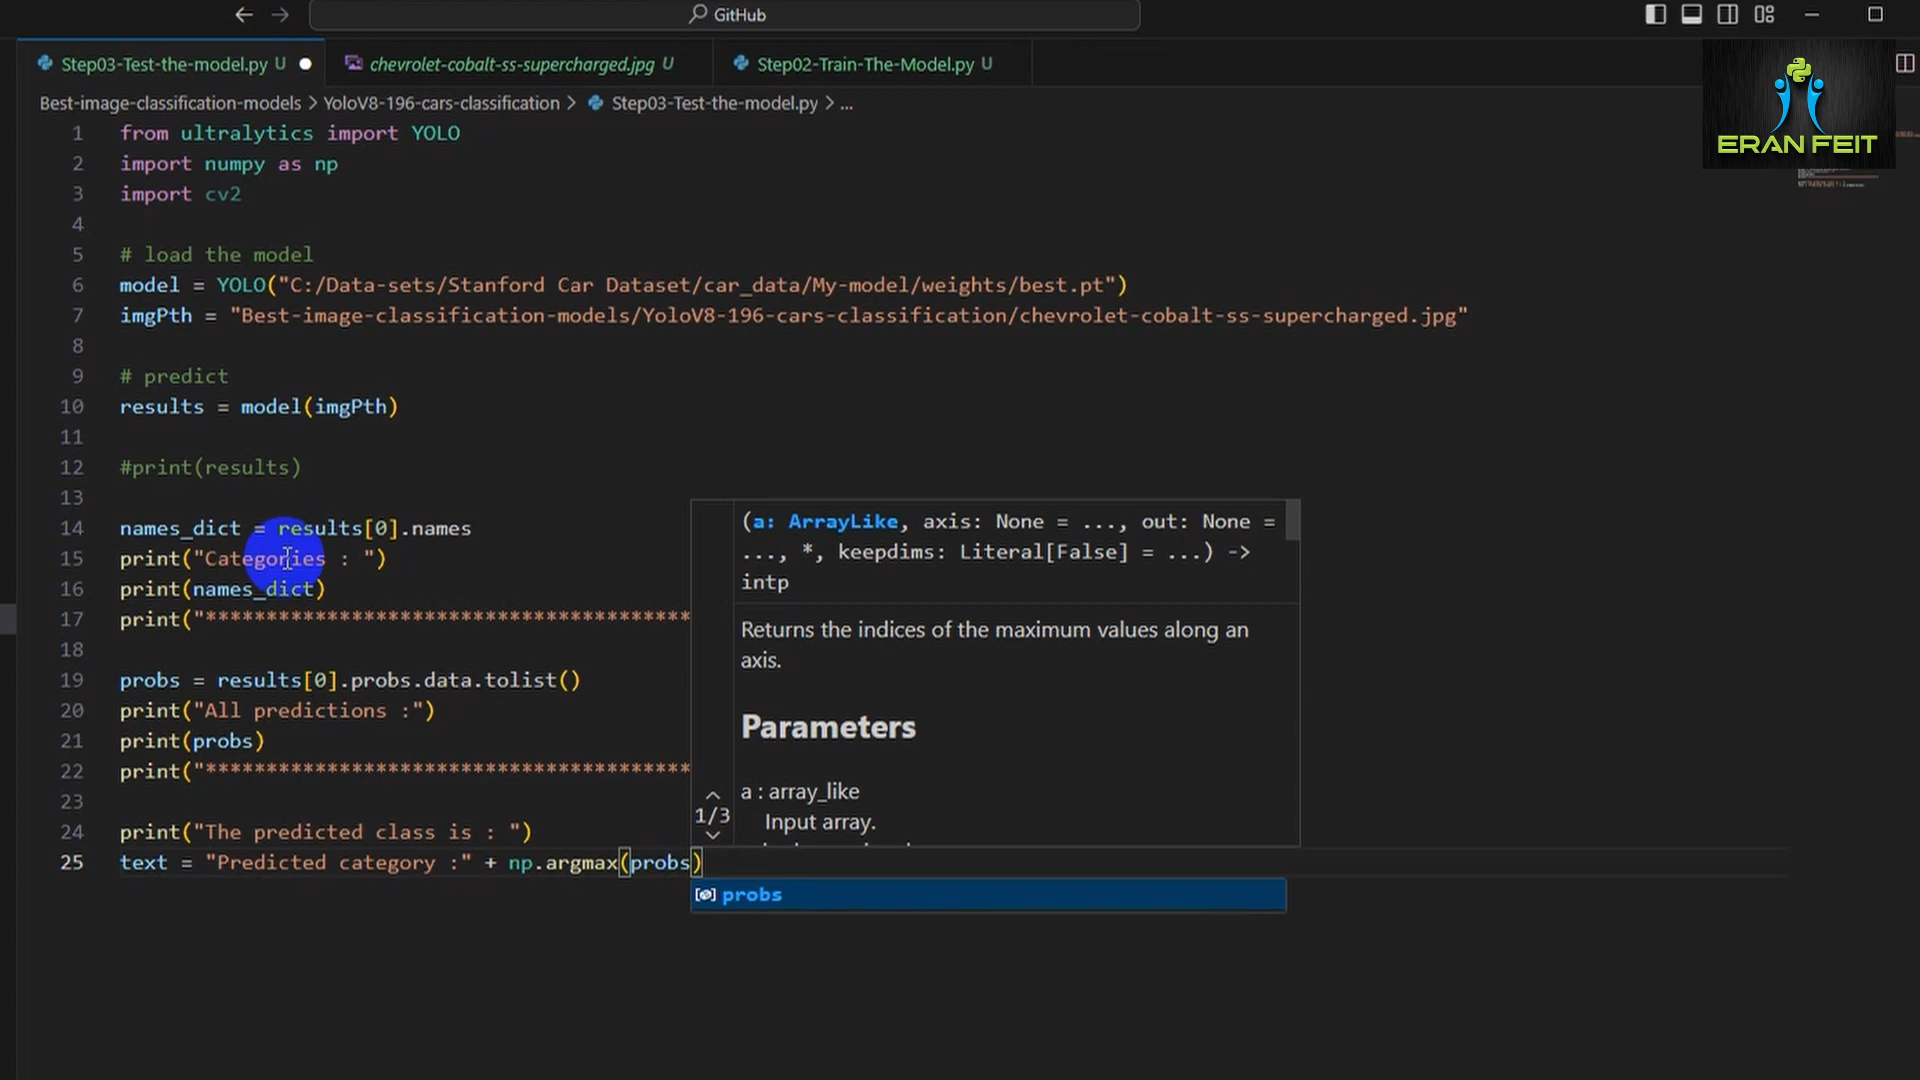 GitHub
Step03-Test-the-model.py U
chevrolet-cobalt-ss-supercharged.jpg U
Step02-Train-The-Model.py U
ERAN FEIT
Best-image-classification-models > YoloV8-196-cars-classification > Step03-Test-the-model.py > ...
1 from ultralytics import YOLO
2 import numpy as np
3 import cv2
4
5 # load the model
6 model = YOLO("C:/Data-sets/Stanford Car Dataset/car_data/My-model/weights/best.pt")
7 imgPth = "Best-image-classification-models/YoloV8-196-cars-classification/chevrolet-cobalt-ss-supercharged.jpg"
8
9 # predict
10 results = model(imgPth)
11
12 #print(results)
13
14 names_dict = results[0].names
15 print("Categories : ")
16 print(names_dict)
17 print("****************************************
18
19 probs = results[0].probs.data.tolist()
20 print("All predictions :")
21 print(probs)
22 print("****************************************
23
24 print("The predicted class is : ")
25 text = "Predicted category :" + np.argmax(probs)
(a: ArrayLike, axis: None = ..., out: None =
..., *, keepdims: Literal[False] = ...) ->
intp
Returns the indices of the maximum values along an
axis.
Parameters
a : array_like
Input array.
1/3
probs